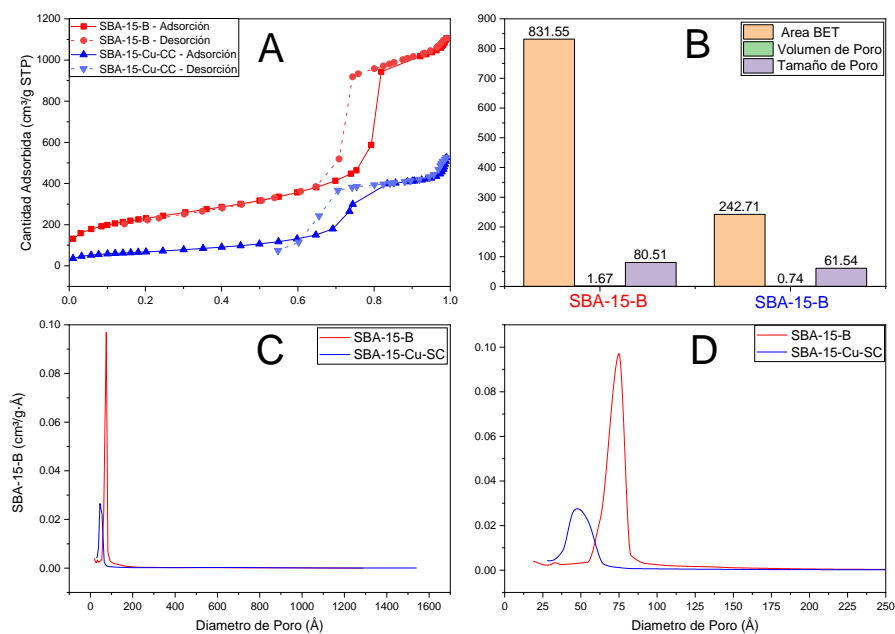 A
SBA-15-B - Adsorción
SBA-15-B - Desorción
SBA-15-Cu-CC - Adsorción
SBA-15-Cu-CC - Desorción
Cantidad Adsorbida (cm³/g STP)
1200
1000
800
600
400
200
0
0.0 0.2 0.4 0.6 0.8 1.0
B
Area BET
Volumen de Poro
Tamaño de Poro
900
800
700
600
500
400
300
200
100
0
831.55
1.67
80.51
242.71
0.74
61.54
SBA-15-B SBA-15-B
C
SBA-15-B
SBA-15-Cu-SC
SBA-15-B (cm³/g·Å)
0.10
0.08
0.06
0.04
0.02
0.00
0 200 400 600 800 1000 1200 1400 1600
Diametro de Poro (Å)
D
SBA-15-B
SBA-15-Cu-SC
0.10
0.08
0.06
0.04
0.02
0.00
0 25 50 75 100 125 150 175 200 225 250
Diametro de Poro (Å)